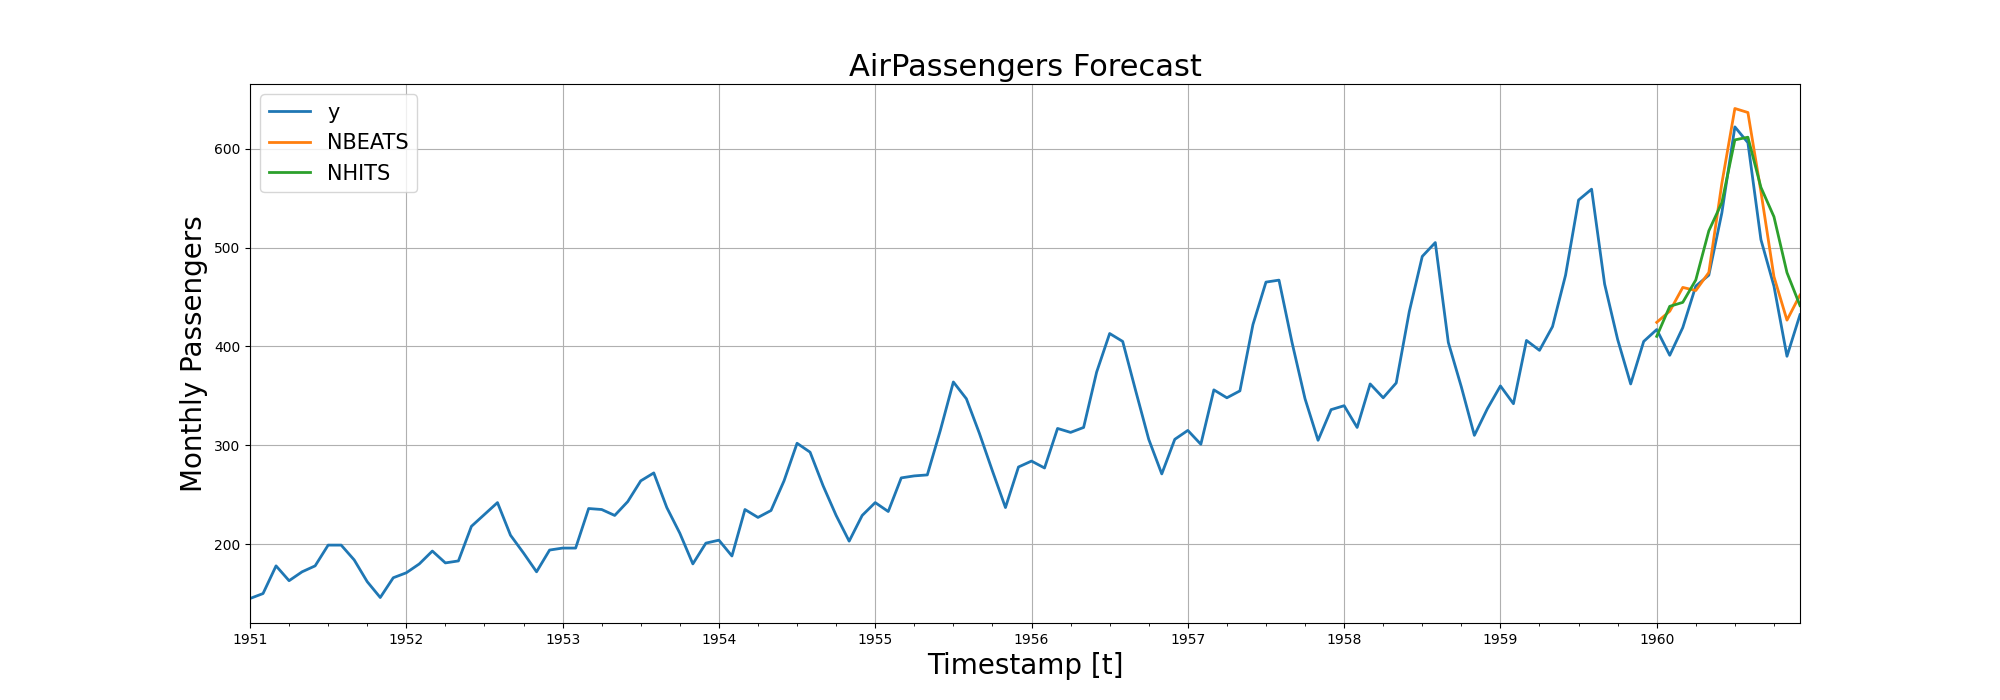 AirPassengers Forecast
y
NBEATS
NHITS
Monthly Passengers
600
500
400
300
200
1951 1952 1953 1954 1955 1956 1957 1958 1959 1960
Timestamp [t]